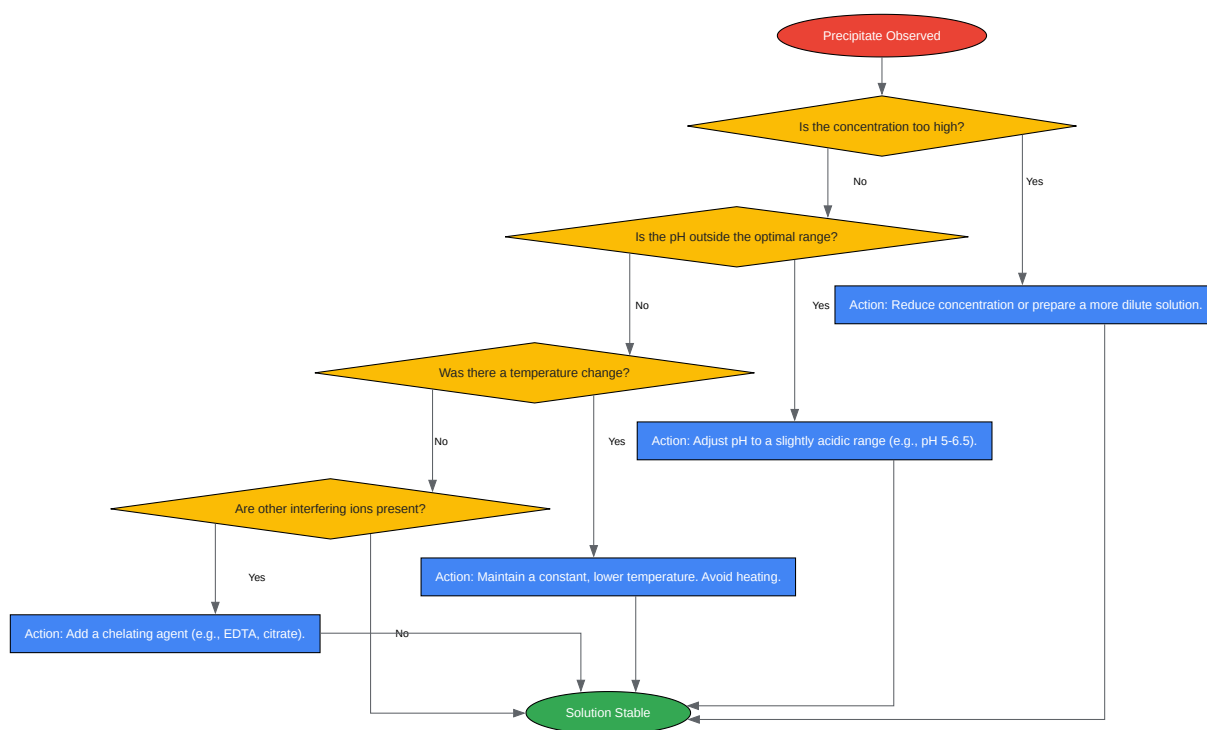 Precipitate Observed
Is the concentration too high?
No
Yes
Is the pH outside the optimal range?
No
Yes
Action: Reduce concentration or prepare a more dilute solution.
Was there a temperature change?
No
Yes
Action: Adjust pH to a slightly acidic range (e.g., pH 5-6.5).
Are other interfering ions present?
Yes
Action: Maintain a constant, lower temperature. Avoid heating.
Action: Add a chelating agent (e.g., EDTA, citrate).
No
Solution Stable